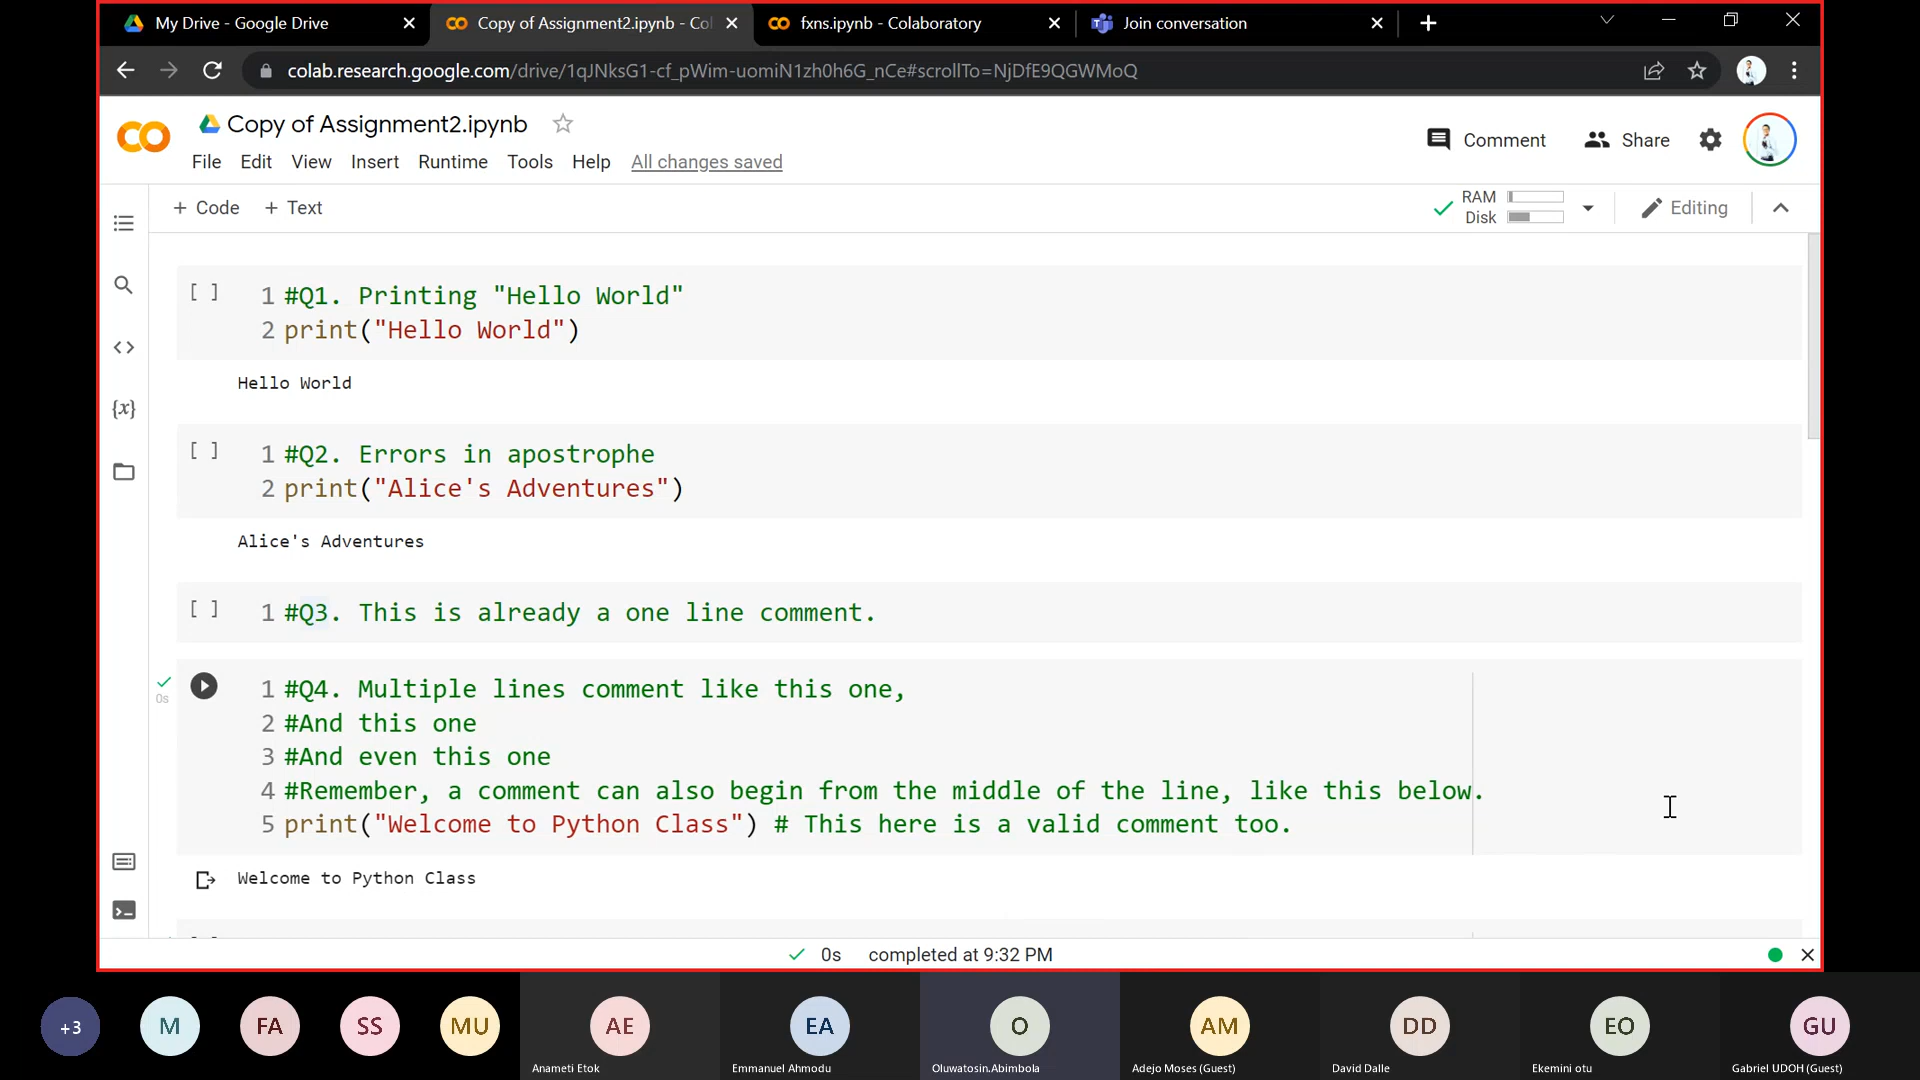 My Drive - Google Drive
Copy of Assignment2.ipynb - Col
fxns.ipynb - Colaboratory
Join conversation
colab.research.google.com/drive/1qJNksG1-cf_pWim-uomiN1zh0h6G_nCe#scrollTo=NjDfE9QGWMoQ
Copy of Assignment2.ipynb
File Edit View Insert Runtime Tools Help All changes saved
Comment
Share
+ Code + Text
RAM
Disk
Editing
[ ]
1 #Q1. Printing "Hello World"
2 print("Hello World")
Hello World
[ ]
1 #Q2. Errors in apostrophe
2 print("Alice's Adventures")
Alice's Adventures
[ ]
1 #Q3. This is already a one line comment.
0s
1 #Q4. Multiple lines comment like this one,
2 #And this one
3 #And even this one
4 #Remember, a comment can also begin from the middle of the line, like this below.
5 print("Welcome to Python Class") # This here is a valid comment too.
Welcome to Python Class
0s completed at 9:32 PM
+3
M
FA
SS
MU
AE
EA
O
AM
DD
EO
GU
Anameti Etok
Emmanuel Ahmodu
Oluwatosin.Abimbola
Adejo Moses (Guest)
David Dalle
Ekemini otu
Gabriel UDOH (Guest)